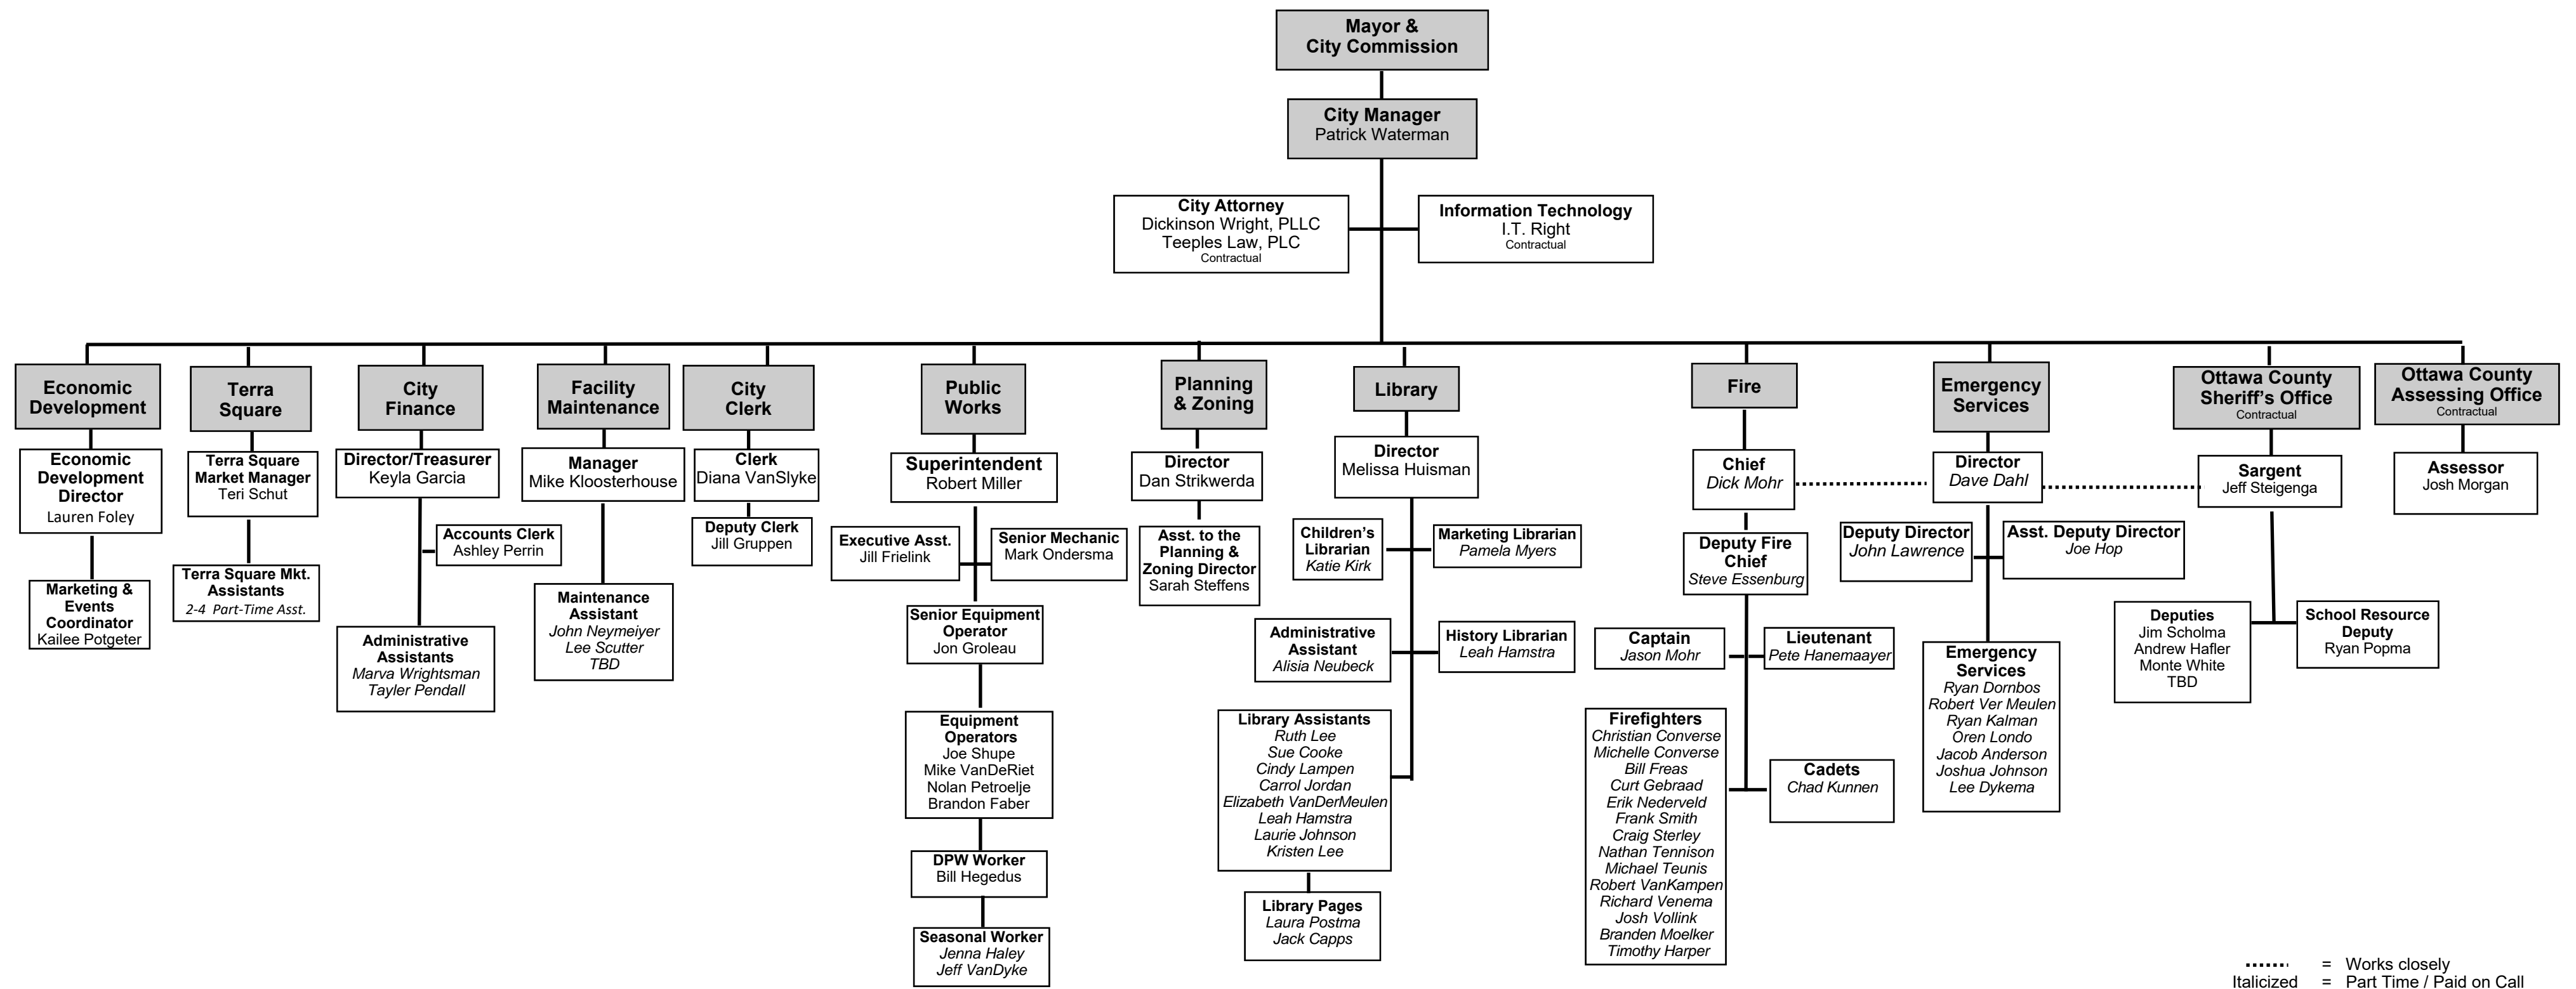 Mayor &
City Commission
City Manager
Patrick Waterman
City Attorney
Dickinson Wright, PLLC
Teeples Law, PLC
Contractual
Information Technology
I.T. Right
Contractual
Economic
Development
Economic
Development
Director
Lauren Foley
Marketing &
Events
Coordinator
Kailee Potgeter
Terra
Square
Terra Square
Market Manager
Teri Schut
Terra Square Mkt.
Assistants
2-4 Part-Time Asst.
City
Finance
Director/Treasurer
Keyla Garcia
Accounts Clerk
Ashley Perrin
Administrative
Assistants
Marva Wrightsman
Tayler Pendall
Facility
Maintenance
Manager
Mike Kloosterhouse
Maintenance
Assistant
John Neymeiyer
Lee Scutter
TBD
City
Clerk
Clerk
Diana VanSlyke
Deputy Clerk
Jill Gruppen
Public
Works
Superintendent
Robert Miller
Executive Asst.
Jill Frielink
Senior Mechanic
Mark Ondersma
Senior Equipment
Operator
Jon Groleau
Equipment
Operators
Joe Shupe
Mike VanDeRiet
Nolan Petroelje
Brandon Faber
DPW Worker
Bill Hegedus
Seasonal Worker
Jenna Haley
Jeff VanDyke
Planning
& Zoning
Director
Dan Strikwerda
Asst. to the
Planning &
Zoning Director
Sarah Steffens
Library
Director
Melissa Huisman
Children's
Librarian
Katie Kirk
Marketing Librarian
Pamela Myers
Administrative
Assistant
Alisia Neubeck
History Librarian
Leah Hamstra
Library Assistants
Ruth Lee
Sue Cooke
Cindy Lampen
Carrol Jordan
Elizabeth VanDerMeulen
Leah Hamstra
Laurie Johnson
Kristen Lee
Library Pages
Laura Postma
Jack Capps
Fire
Chief
Dick Mohr
Deputy Fire
Chief
Steve Essenburg
Captain
Jason Mohr
Lieutenant
Pete Hanemaayer
Firefighters
Christian Converse
Michelle Converse
Bill Freas
Curt Gebraad
Erik Nederveld
Frank Smith
Craig Sterley
Nathan Tennison
Michael Teunis
Robert VanKampen
Richard Venema
Josh Vollink
Branden Moelker
Timothy Harper
Cadets
Chad Kunnen
Emergency
Services
Director
Dave Dahl
Deputy Director
John Lawrence
Asst. Deputy Director
Joe Hop
Emergency
Services
Ryan Dornbos
Robert Ver Meulen
Ryan Kalman
Oren Londo
Jacob Anderson
Joshua Johnson
Lee Dykema
Ottawa County
Sheriff's Office
Contractual
Sargent
Jeff Steigenga
Deputies
Jim Scholma
Andrew Hafler
Monte White
TBD
School Resource
Deputy
Ryan Popma
Ottawa County
Assessing Office
Contractual
Assessor
Josh Morgan
= Works closely
Italicized = Part Time / Paid on Call